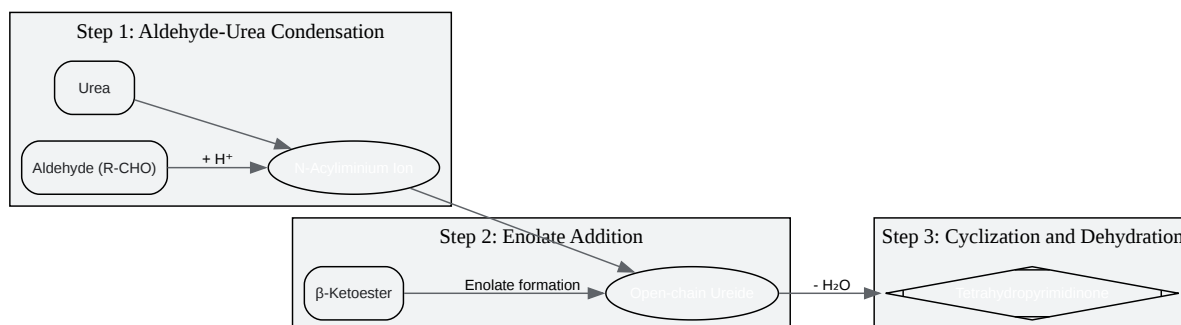 Step 1: Aldehyde-Urea Condensation
Urea
Aldehyde (R-CHO)
+ H⁺
N-Acyliminium Ion
Step 2: Enolate Addition
β-Ketoester
Enolate formation
Open-chain Ureide
- H₂O
Step 3: Cyclization and Dehydration
Tetrahydropyrimidinone